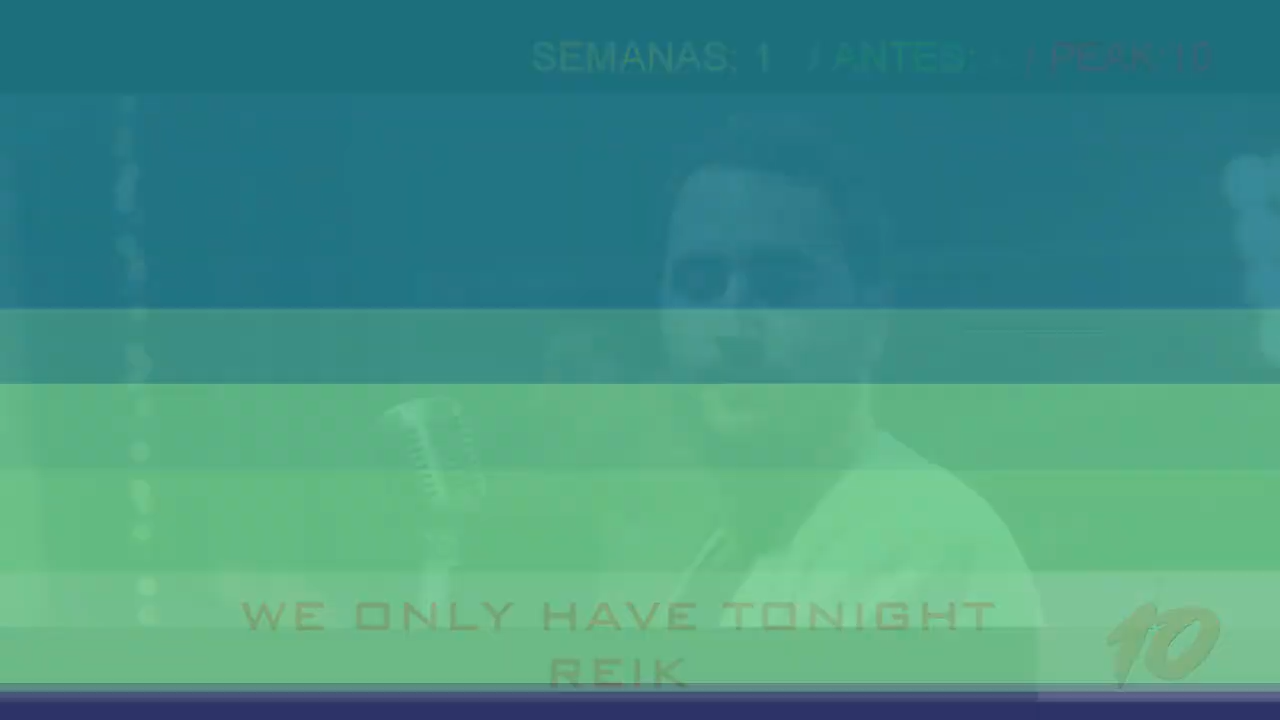 SEMANAS: 1 / ANTES: - / PEAK:10
WE ONLY HAVE TONIGHT
REIK
10